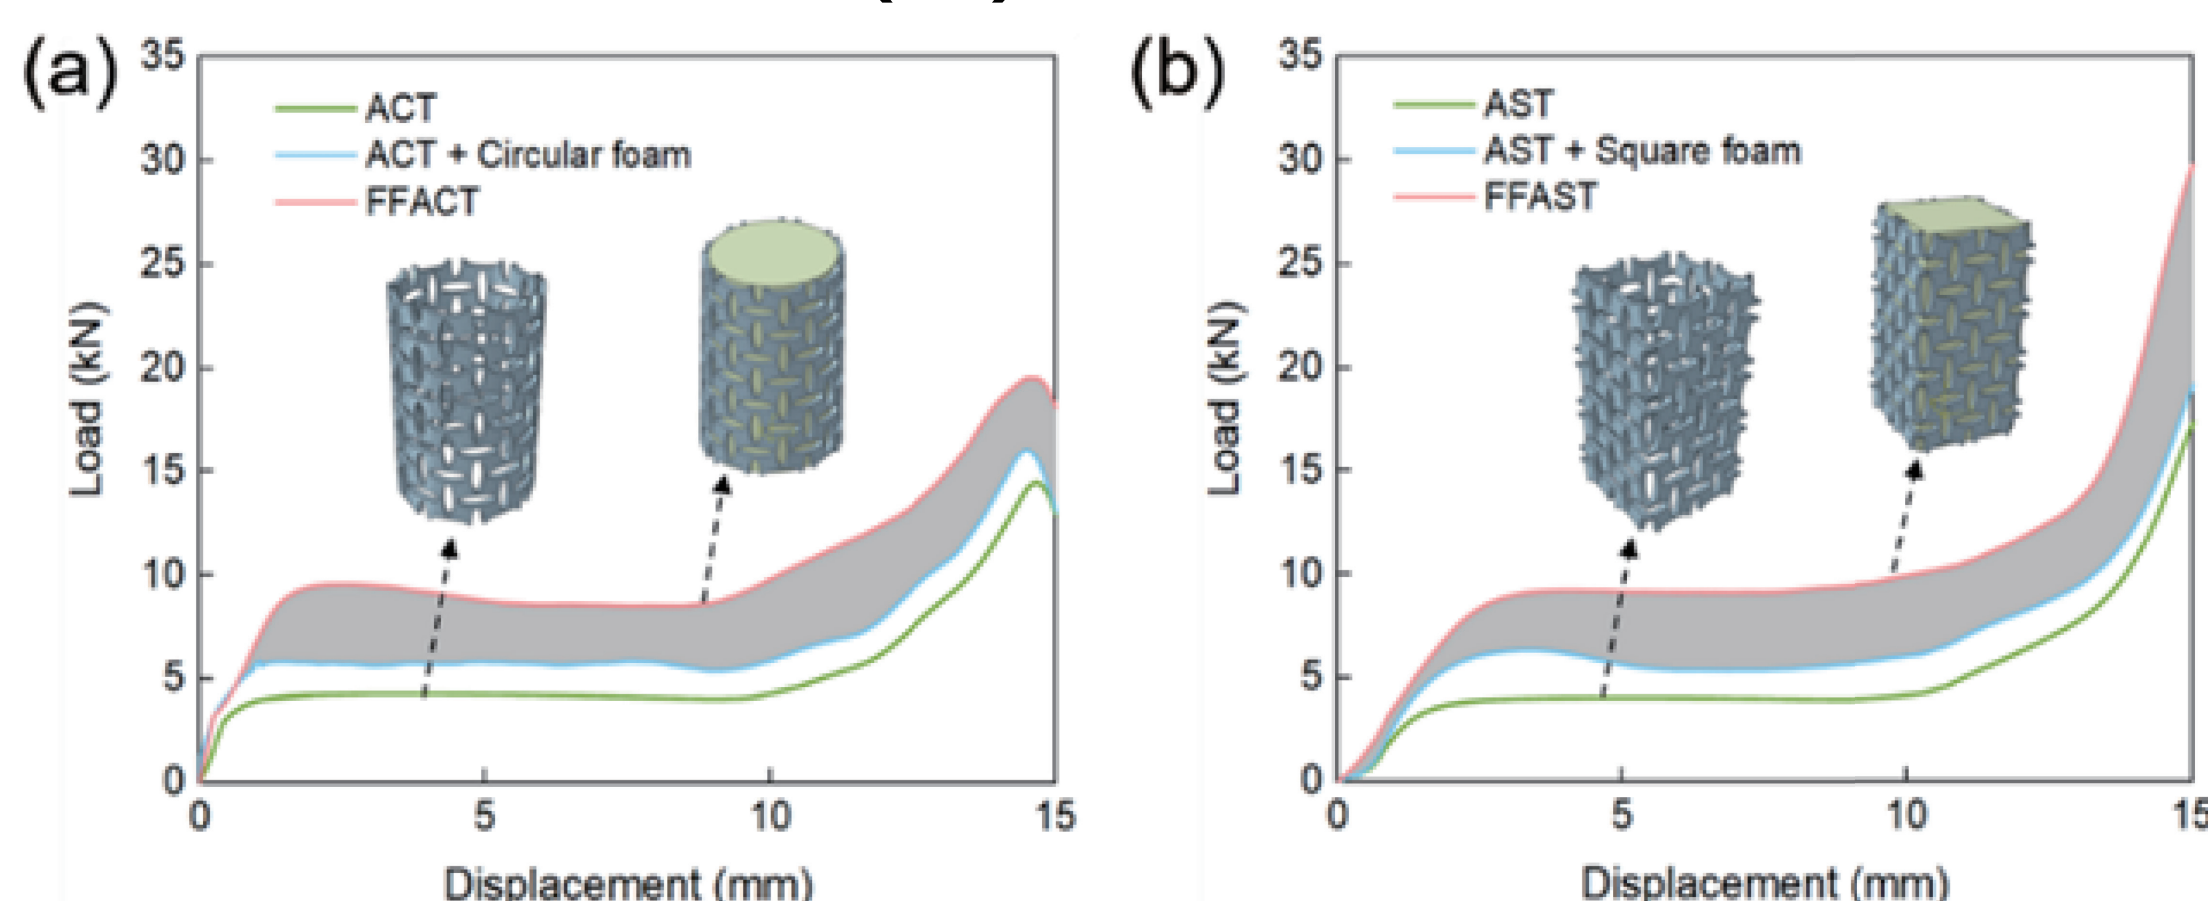 (a)
35
30
25
20
15
10
5
0
Load (kN)
ACT
ACT + Circular foam
FFACT
0 5 10 15
Displacement (mm)
(b)
35
30
25
20
15
10
5
0
Load (kN)
AST
AST + Square foam
FFAST
0 5 10 15
Displacement (mm)